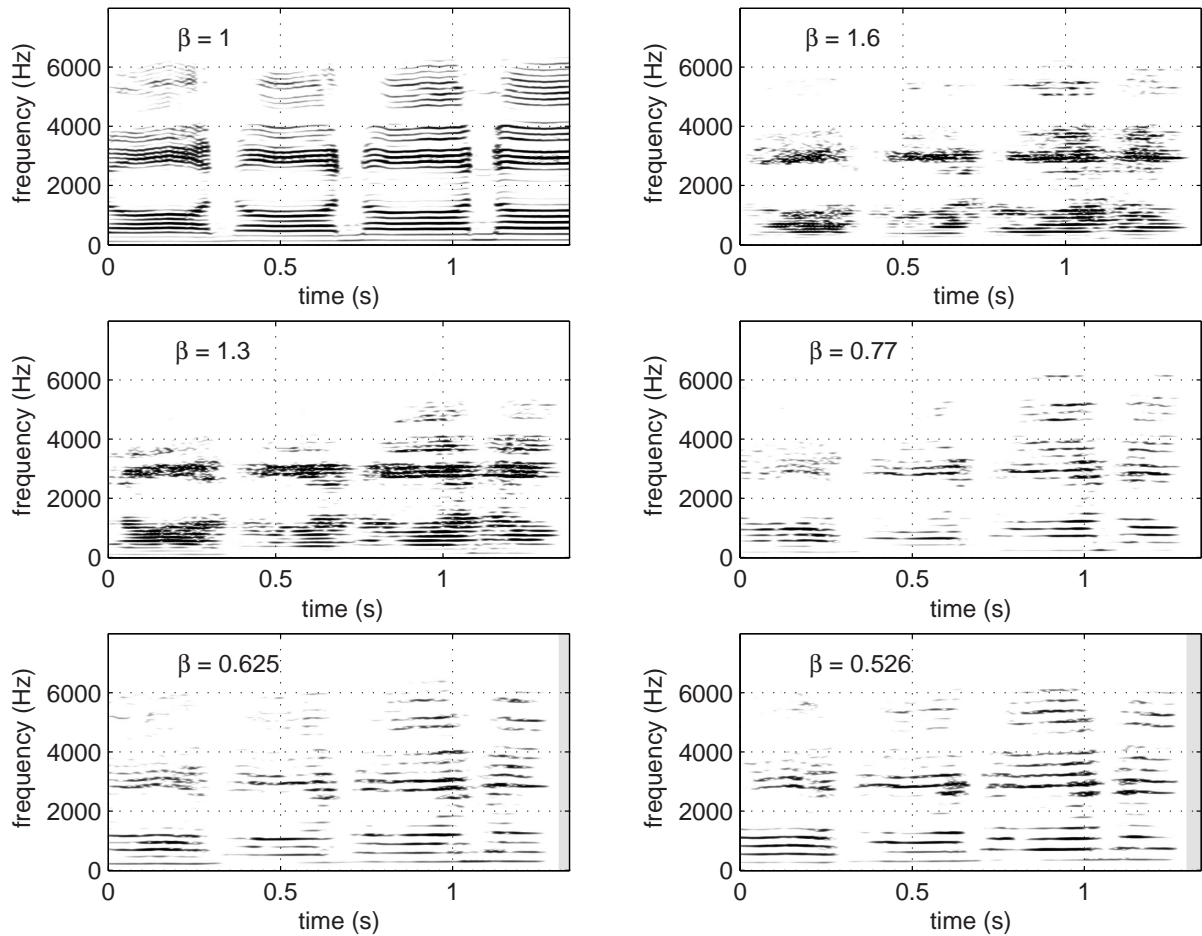 β = 1
frequency (Hz)
6000
4000
2000
0
0
0.5
1
time (s)
β = 1.6
frequency (Hz)
6000
4000
2000
0
0
0.5
1
time (s)
β = 1.3
frequency (Hz)
6000
4000
2000
0
0
0.5
1
time (s)
β = 0.77
frequency (Hz)
6000
4000
2000
0
0
0.5
1
time (s)
β = 0.625
frequency (Hz)
6000
4000
2000
0
0
0.5
1
time (s)
β = 0.526
frequency (Hz)
6000
4000
2000
0
0
0.5
1
time (s)